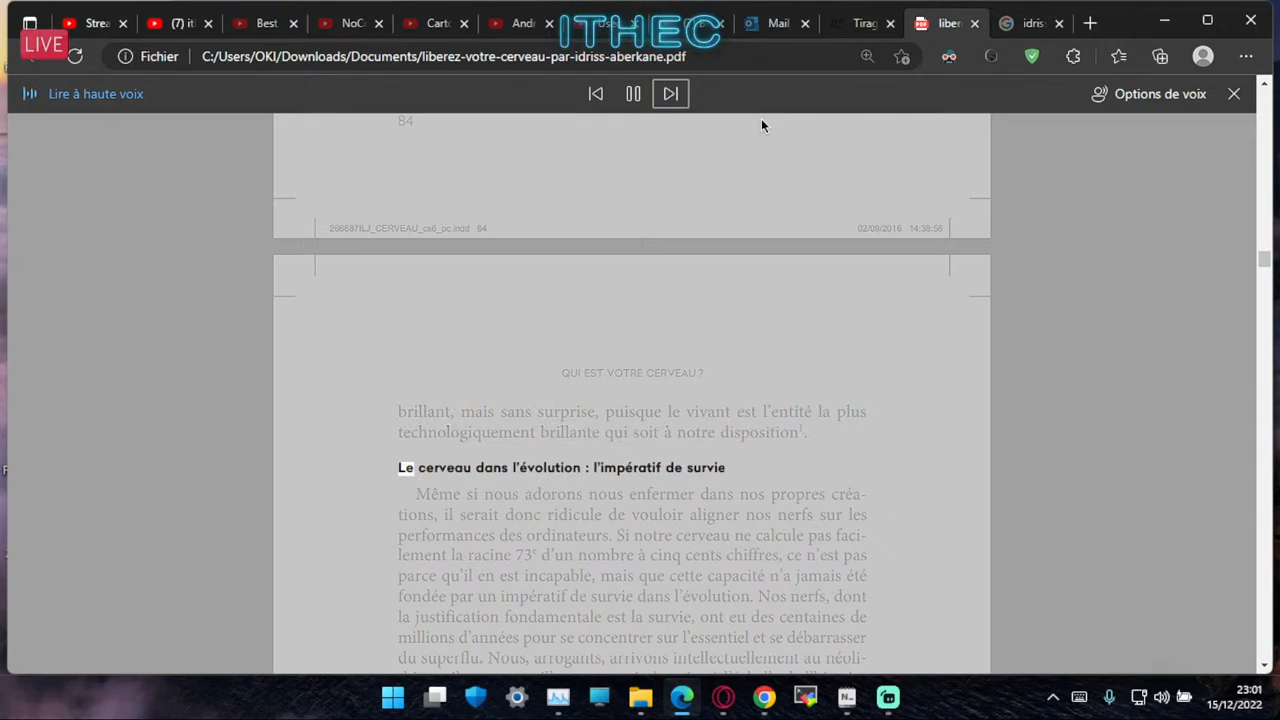 Strea
(7) it
Best
NoC
Carto
Andr
ITHEC
Mail
Tirag
liber
idris
LIVE
Fichier
C:/Users/OKI/Downloads/Documents/liberez-votre-cerveau-par-idriss-aberkane.pdf
Lire à haute voix
Options de voix
84
266687ILJ_CERVEAU_cs6_pc.indd 84
02/09/2016 14:38:58
QUI EST VOTRE CERVEAU ?
brillant, mais sans surprise, puisque le vivant est l'entité la plus
technologiquement brillante qui soit à notre disposition¹.
Le cerveau dans l'évolution : l'impératif de survie
Même si nous adorons nous enfermer dans nos propres créa-
tions, il serait donc ridicule de vouloir aligner nos nerfs sur les
performances des ordinateurs. Si notre cerveau ne calcule pas faci-
lement la racine 73ᵉ d'un nombre à cinq cents chiffres, ce n'est pas
parce qu'il en est incapable, mais que cette capacité n'a jamais été
fondée par un impératif de survie dans l'évolution. Nos nerfs, dont
la justification fondamentale est la survie, ont eu des centaines de
millions d'années pour se concentrer sur l'essentiel et se débarrasser
du superflu. Nous, arrogants, arrivons intellectuellement au néoli-
23:01
15/12/2022